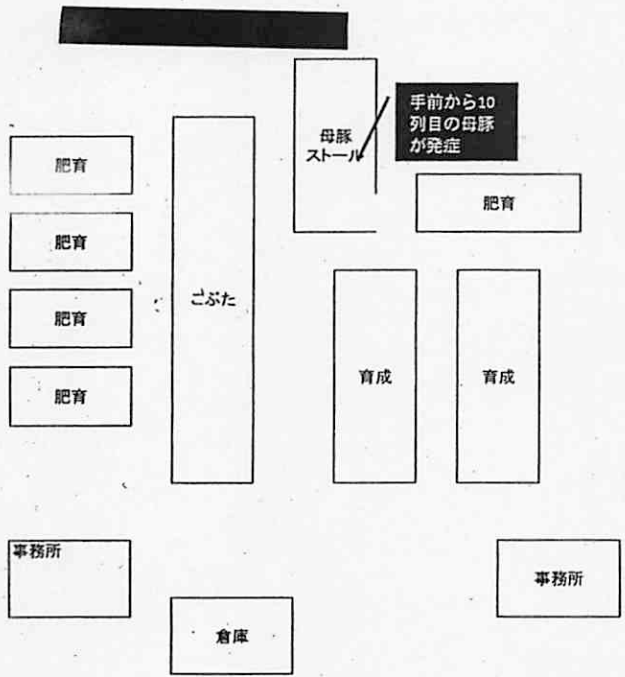 母豚
ストール
手前から10
列目の母豚
が発症
肥育
肥育
肥育
肥育
肥育
こぶた
育成
育成
事務所
事務所
倉庫